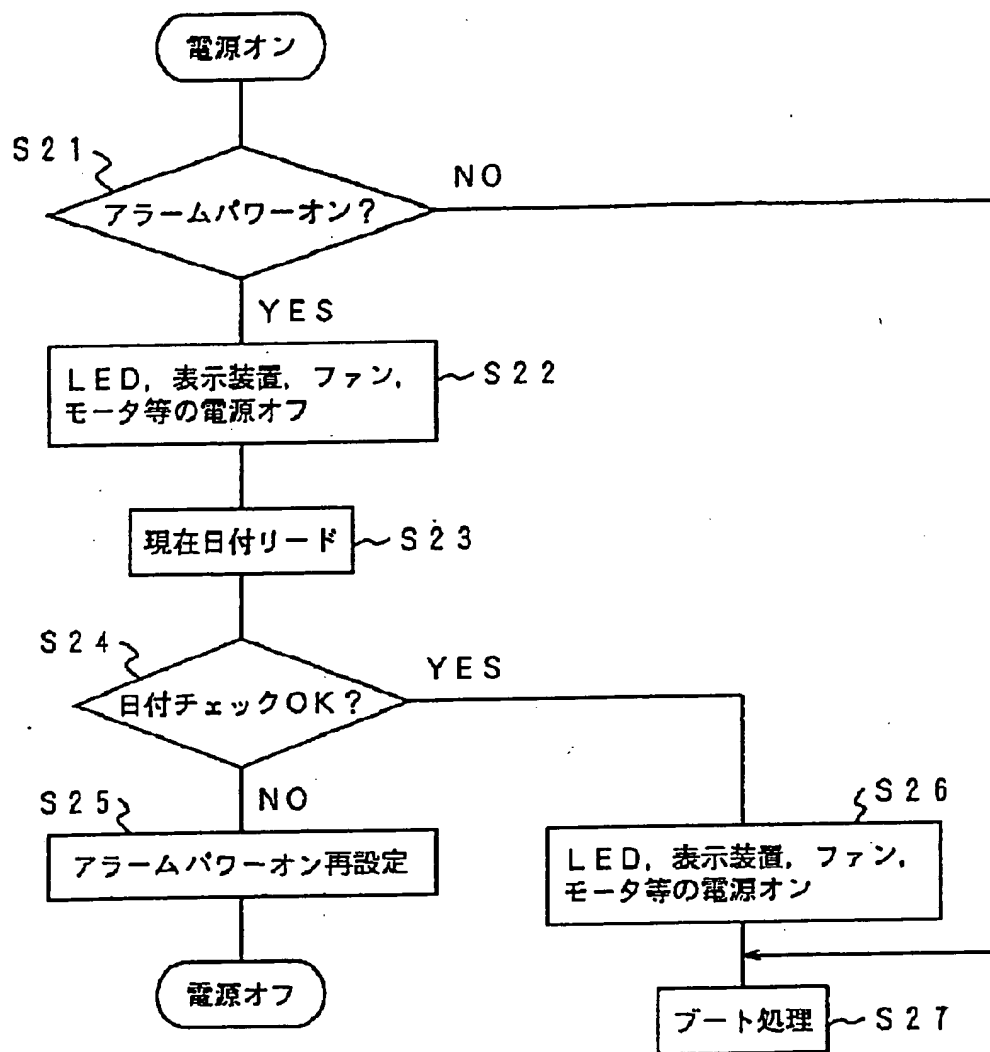 電源オン
S21
アラームパワーオン？
NO
YES
LED，表示装置，ファン，
モータ等の電源オフ
S22
現在日付リード
S23
S24
日付チェックOK？
YES
NO
S25
アラームパワーオン再設定
電源オフ
S26
LED，表示装置，ファン，
モータ等の電源オン
ブート処理
S27